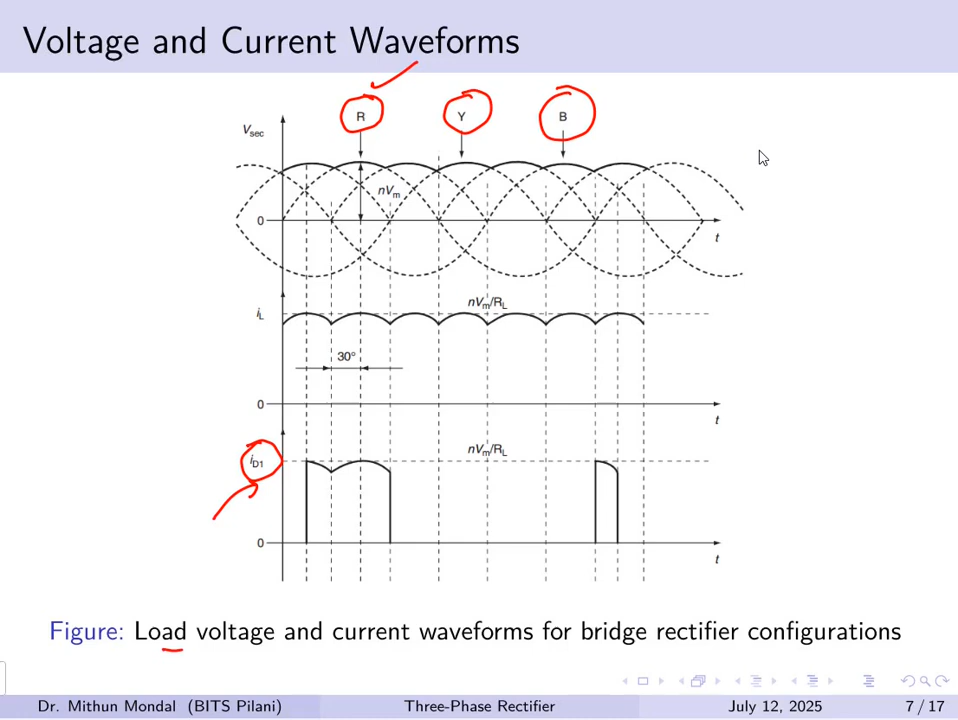 Voltage and Current Waveforms
R Y B
Vsec
nVm
0
t
iL
nVm/RL
30°
0
t
iD1
nVm/RL
0
t
Figure: Load voltage and current waveforms for bridge rectifier configurations
Dr. Mithun Mondal (BITS Pilani) Three-Phase Rectifier July 12, 2025 7 / 17